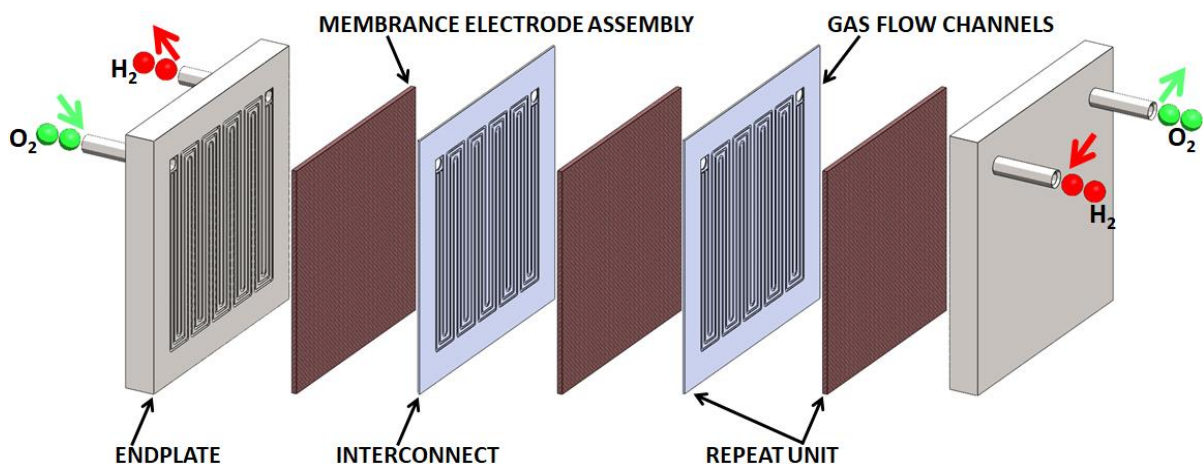 MEMBRANCE ELECTRODE ASSEMBLY
GAS FLOW CHANNELS
H₂
O₂
O₂
H₂
ENDPLATE
INTERCONNECT
REPEAT UNIT